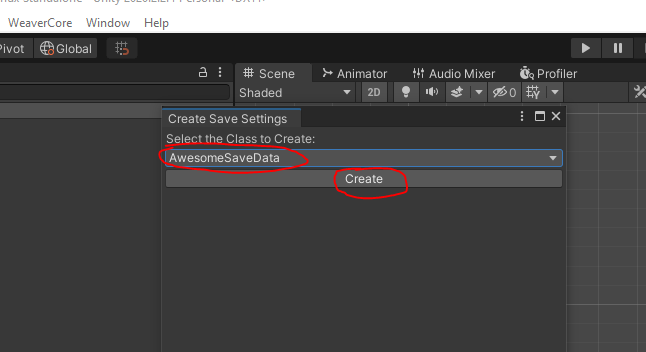 WeaverCore Window Help
Pivot Global
Scene Animator Audio Mixer Profiler
Shaded 2D 0
Create Save Settings
Select the Class to Create:
AwesomeSaveData
Create